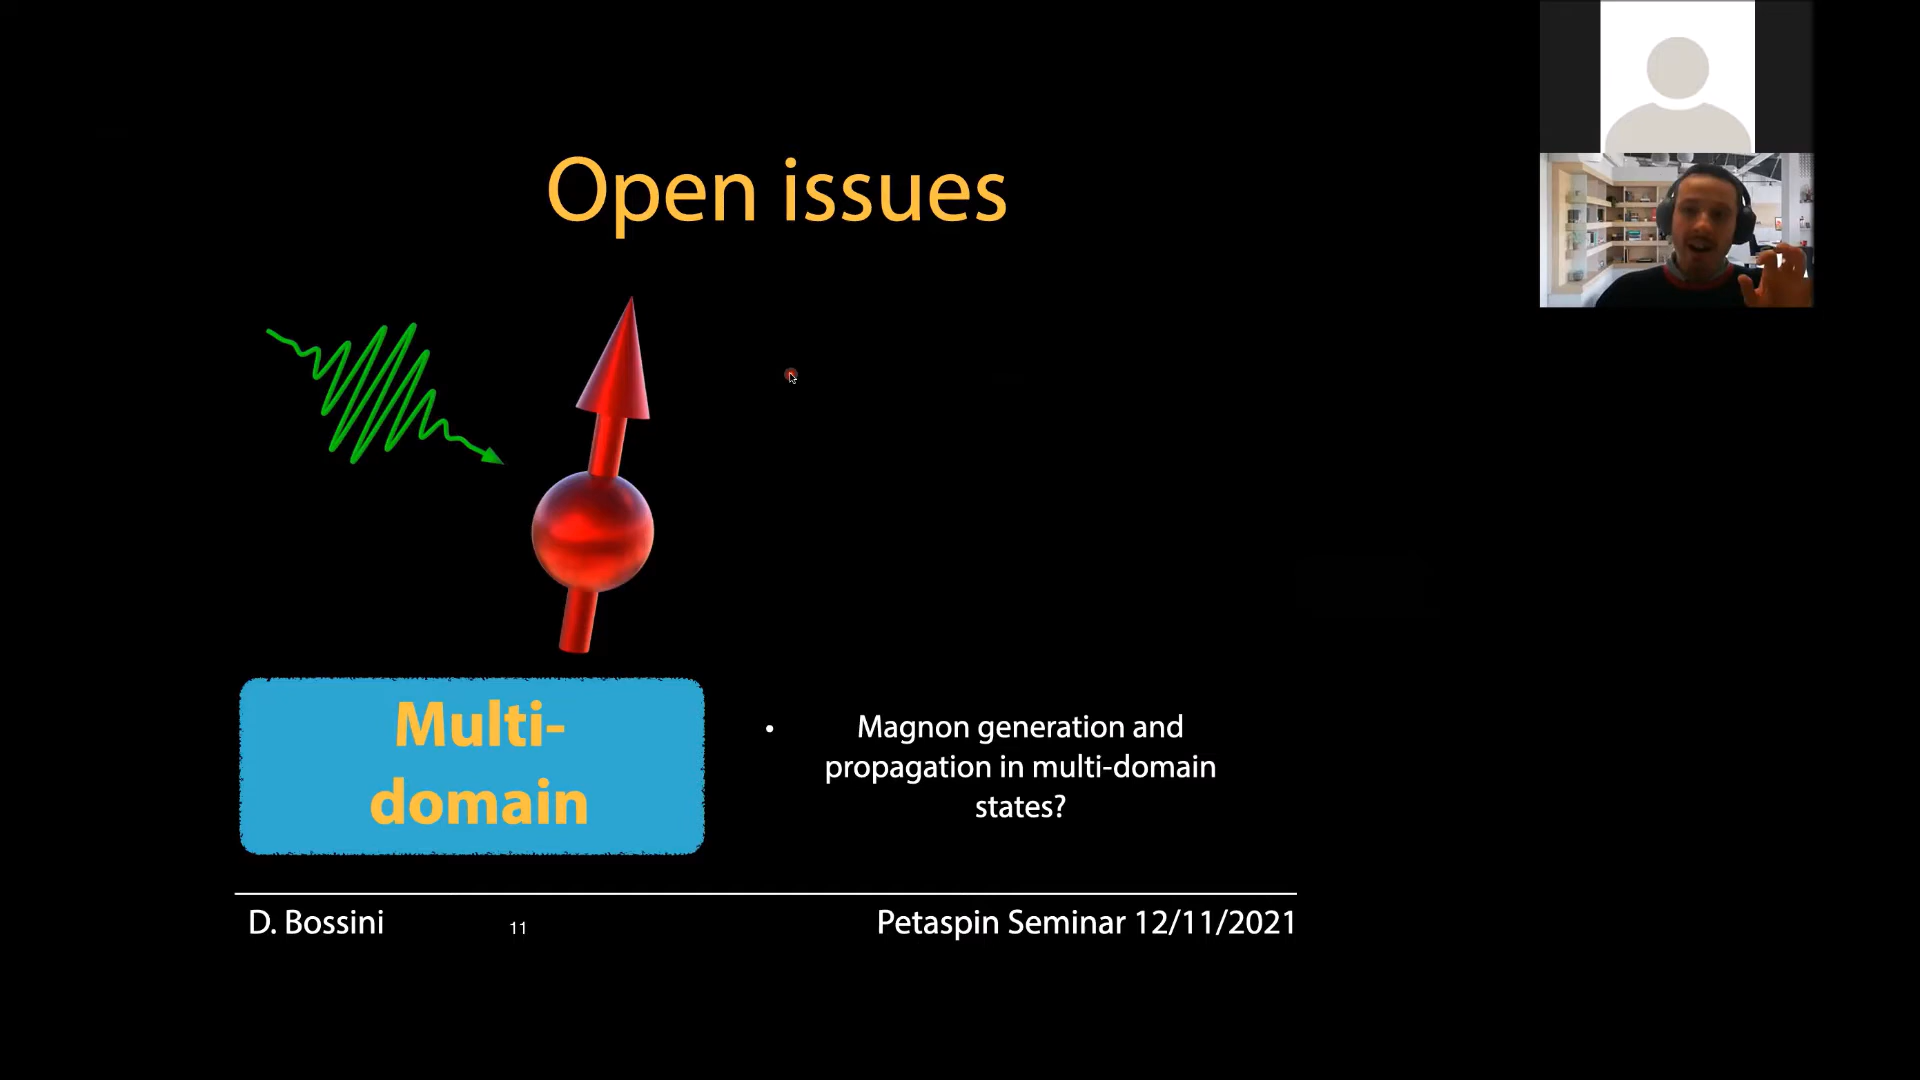 Open issues
Multi-
domain
• Magnon generation and
propagation in multi-domain
states?
D. Bossini
11
Petaspin Seminar 12/11/2021